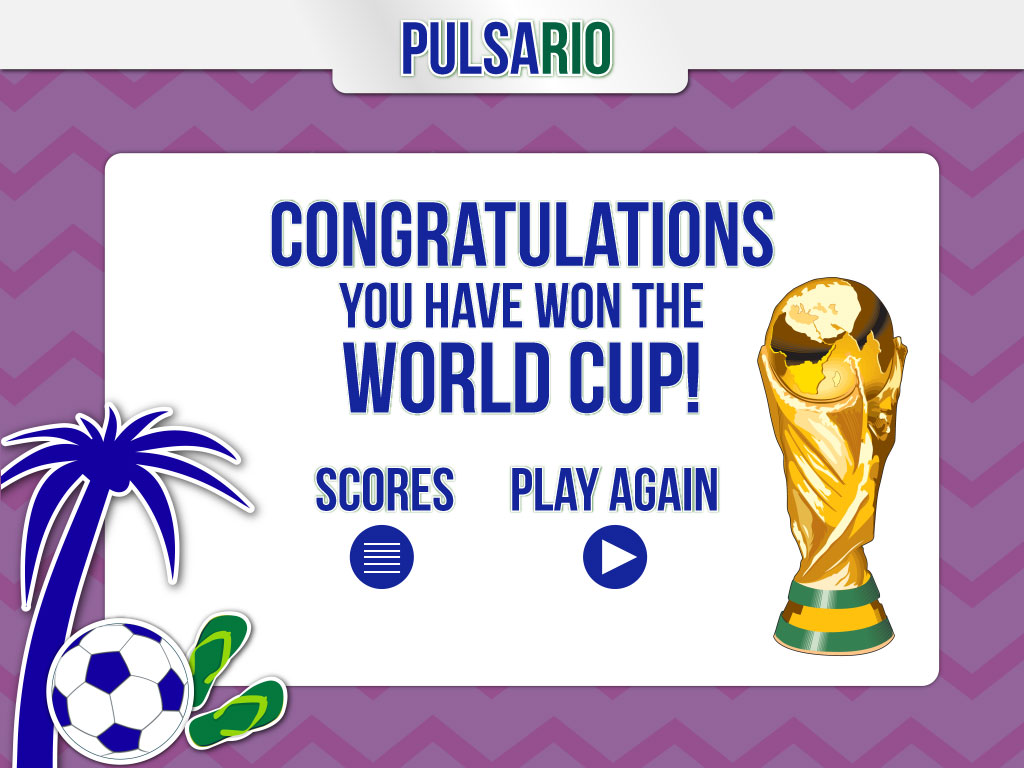 PULSARIO
CONGRATULATIONS
YOU HAVE WON THE
WORLD CUP!
SCORES PLAY AGAIN